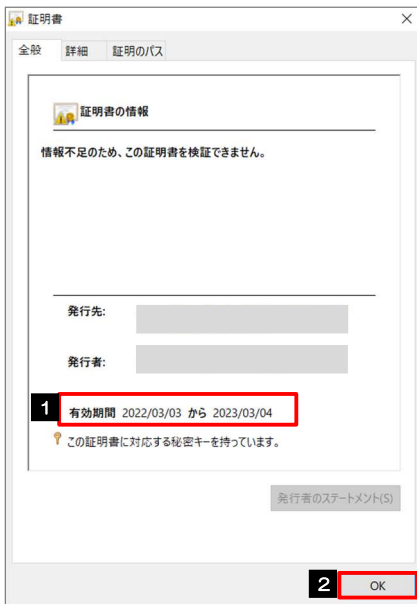 証明書
全般 詳細 証明のパス
証明書の情報
情報不足のため、この証明書を検証できません。
発行先:
発行者:
1 有効期間 2022/03/03 から 2023/03/04
この証明書に対応する秘密キーを持っています。
発行者のステートメント(S)
2 OK